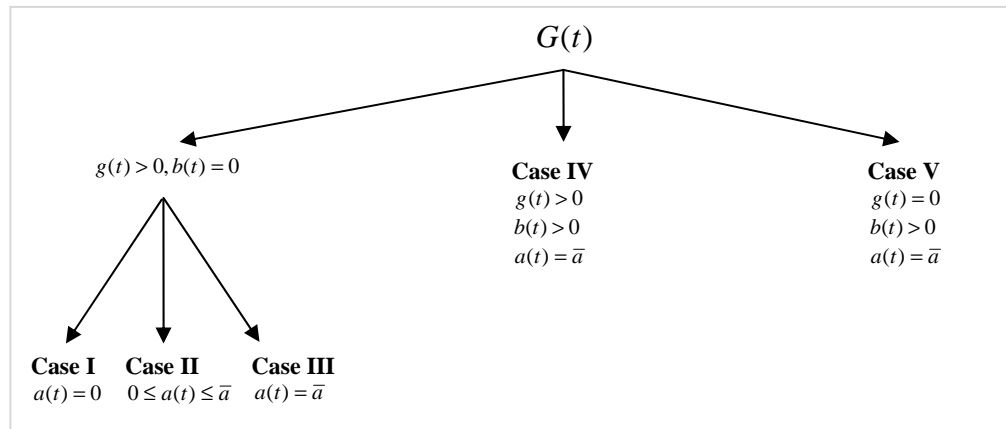 G(t)
g(t) > 0, b(t) = 0
Case IV
g(t) > 0
b(t) > 0
a(t) = a̅
Case V
g(t) = 0
b(t) > 0
a(t) = a̅
Case I
a(t) = 0
Case II
0 ≤ a(t) ≤ a̅
Case III
a(t) = a̅